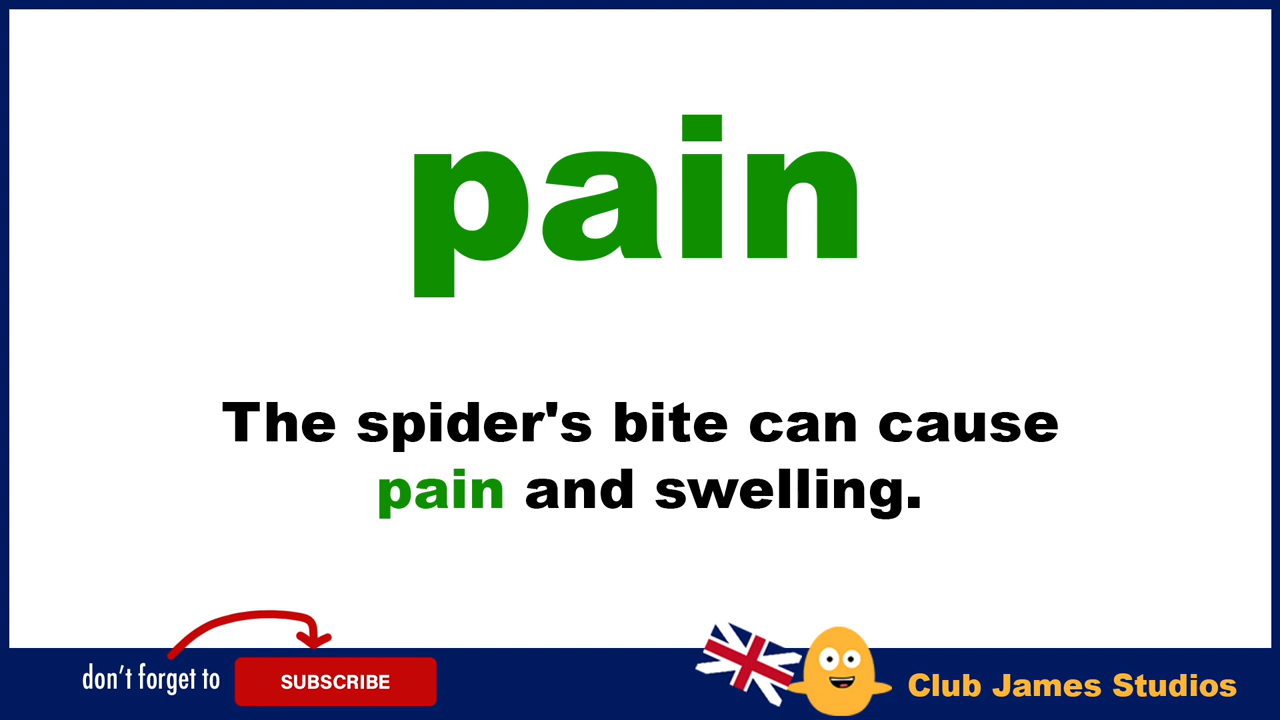 pain
The spider's bite can cause
pain and swelling.
don't forget to
SUBSCRIBE
Club James Studios